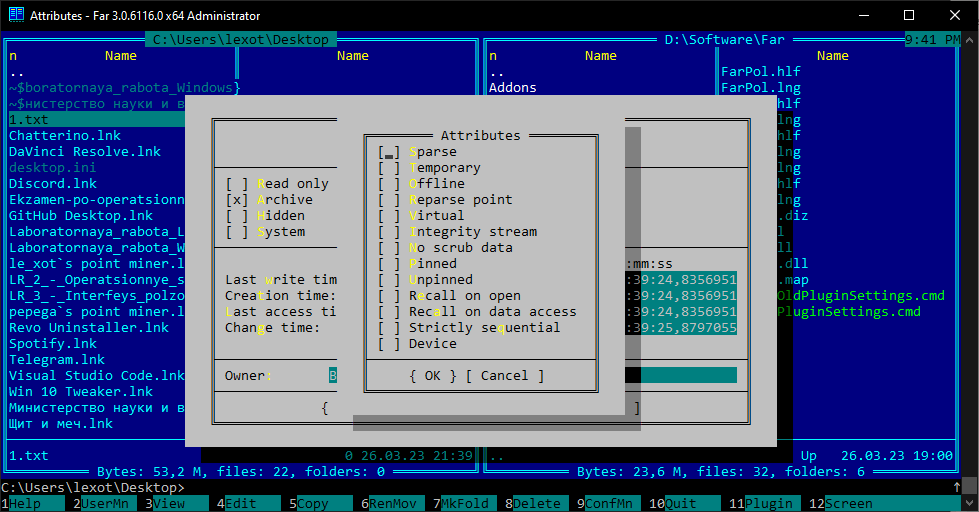 Attributes - Far 3.0.6116.0 x64 Administrator
C:\Users\lexot\Desktop
D:\Software\Far
9:41 PM
n Name Name
n Name Name
..
~$boratornaya_rabota_Windows}
~$нистерство науки и в
1.txt
Chatterino.lnk
DaVinci Resolve.lnk
desktop.ini
Discord.lnk
Ekzamen-po-operatsionn
GitHub Desktop.lnk
Laboratornaya_rabota_L
Laboratornaya_rabota_W
le_xot`s point miner.l
LR_2_-_Operatsionnye_s
LR_3_-_Interfeys_polzo
pepega`s point miner.l
Revo Uninstaller.lnk
Spotify.lnk
Telegram.lnk
Visual Studio Code.lnk
Win 10 Tweaker.lnk
Министерство науки и в
Щит и меч.lnk
1.txt 0 26.03.23 21:39
Bytes: 53,2 M, files: 22, folders: 0
..
Addons
FarPol.hlf
FarPol.lng
hlf
lng
hlf
lng
hlf
lng
.diz
l
ll
.dll
.map
OldPluginSettings.cmd
PluginSettings.cmd
.. Up 26.03.23 19:00
Bytes: 23,6 M, files: 32, folders: 6
[ ] Read only
[x] Archive
[ ] Hidden
[ ] System
:mm:ss
Last write tim :39:24,8356951
Creation time: :39:24,8356951
Last access ti :39:24,8356951
Change time: :39:25,8797055
Owner: B
{ ]
Attributes
[ ] Sparse
[ ] Temporary
[ ] Offline
[ ] Reparse point
[ ] Virtual
[ ] Integrity stream
[ ] No scrub data
[ ] Pinned
[ ] Unpinned
[ ] Recall on open
[ ] Recall on data access
[ ] Strictly sequential
[ ] Device
{ OK } [ Cancel ]
C:\Users\lexot\Desktop>
1Help 2UserMn 3View 4Edit 5Copy 6RenMov 7MkFold 8Delete 9ConfMn 10Quit 11Plugin 12Screen